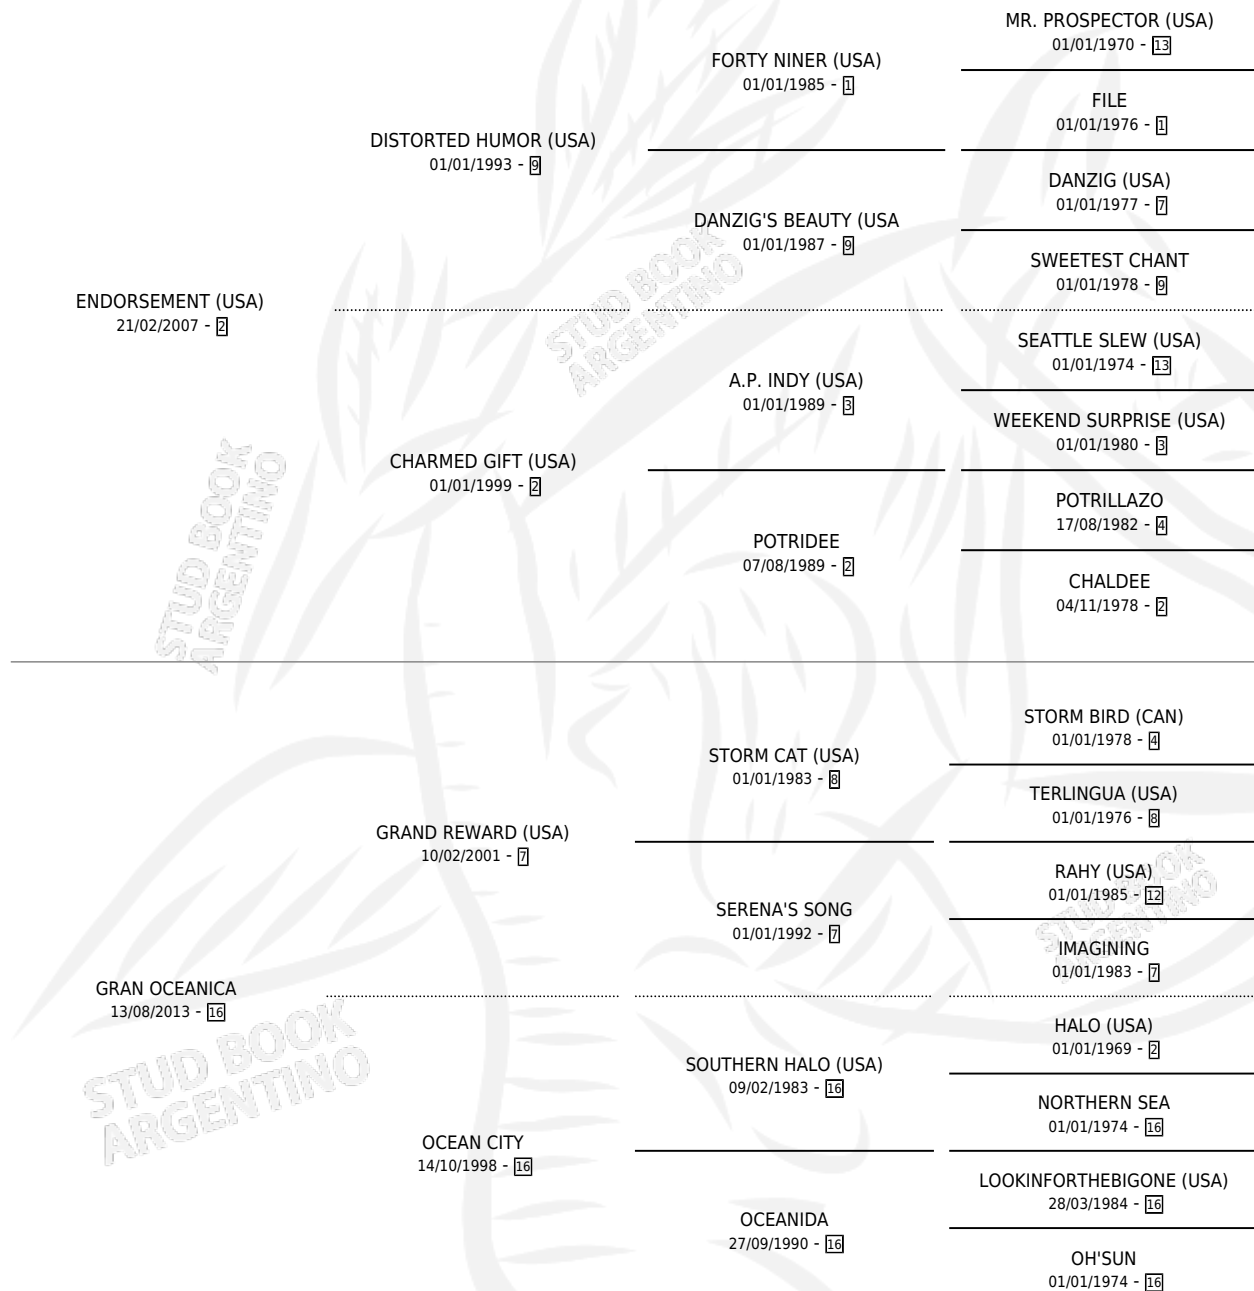 MR. PROSPECTOR (USA)
01/01/1970 - 13
FORTY NINER (USA)
01/01/1985 - 1
FILE
01/01/1976 - 1
DISTORTED HUMOR (USA)
01/01/1993 - 9
DANZIG (USA)
01/01/1977 - 7
DANZIG'S BEAUTY (USA
01/01/1987 - 9
SWEETEST CHANT
01/01/1978 - 9
ENDORSEMENT (USA)
21/02/2007 - 2
SEATTLE SLEW (USA)
01/01/1974 - 13
A.P. INDY (USA)
01/01/1989 - 3
WEEKEND SURPRISE (USA)
01/01/1980 - 3
CHARMED GIFT (USA)
01/01/1999 - 2
POTRILLAZO
17/08/1982 - 4
POTRIDEE
07/08/1989 - 2
CHALDEE
04/11/1978 - 2
STORM BIRD (CAN)
01/01/1978 - 4
STORM CAT (USA)
01/01/1983 - 8
TERLINGUA (USA)
01/01/1976 - 8
GRAND REWARD (USA)
10/02/2001 - 7
RAHY (USA)
01/01/1985 - 12
SERENA'S SONG
01/01/1992 - 7
IMAGINING
01/01/1983 - 7
GRAN OCEANICA
13/08/2013 - 16
HALO (USA)
01/01/1969 - 2
SOUTHERN HALO (USA)
09/02/1983 - 16
NORTHERN SEA
01/01/1974 - 16
OCEAN CITY
14/10/1998 - 16
LOOKINFORTHEBIGONE (USA)
28/03/1984 - 16
OCEANIDA
27/09/1990 - 16
OH'SUN
01/01/1974 - 16
STUD BOOK
ARGENTINO
STUD BOOK
ARGENTINO
STUD BOOK
ARGENTINO
STUD BOOK
ARGENTINO